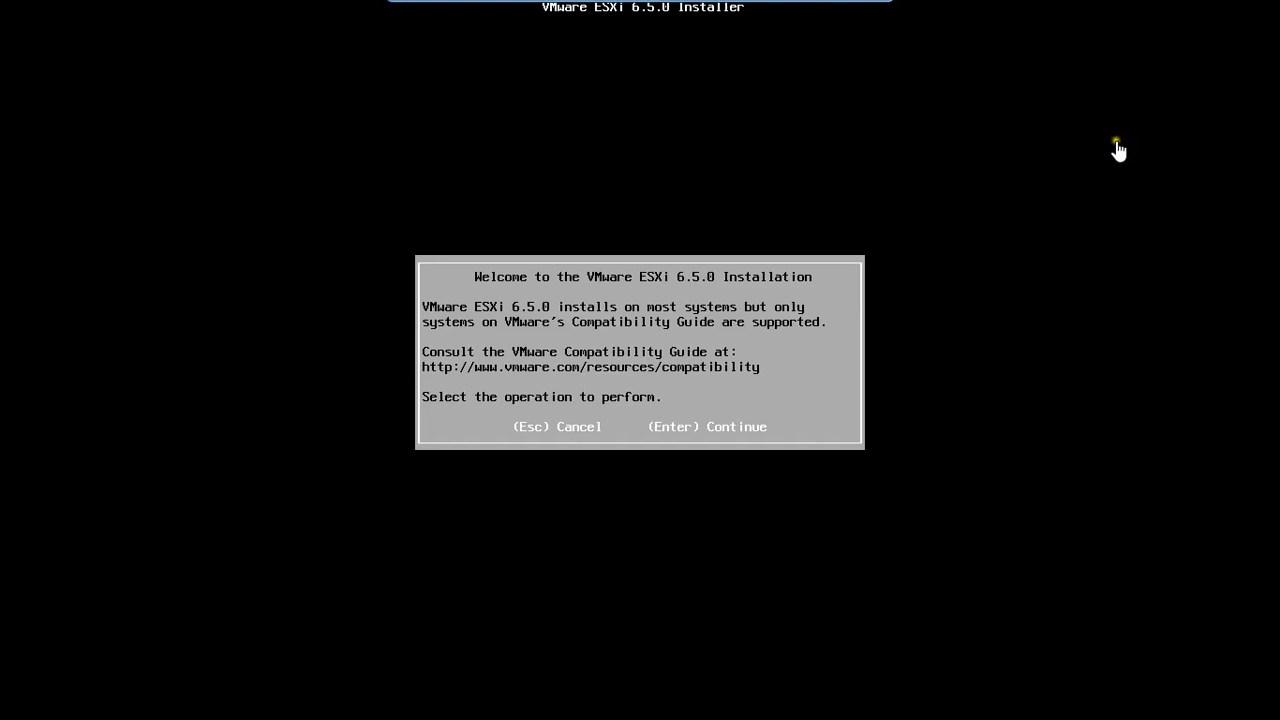 VMware ESXi 6.5.0 Installer
Welcome to the VMware ESXi 6.5.0 Installation
VMware ESXi 6.5.0 installs on most systems but only
systems on VMware's Compatibility Guide are supported.
Consult the VMware Compatibility Guide at:
http://www.vmware.com/resources/compatibility
Select the operation to perform.
(Esc) Cancel (Enter) Continue